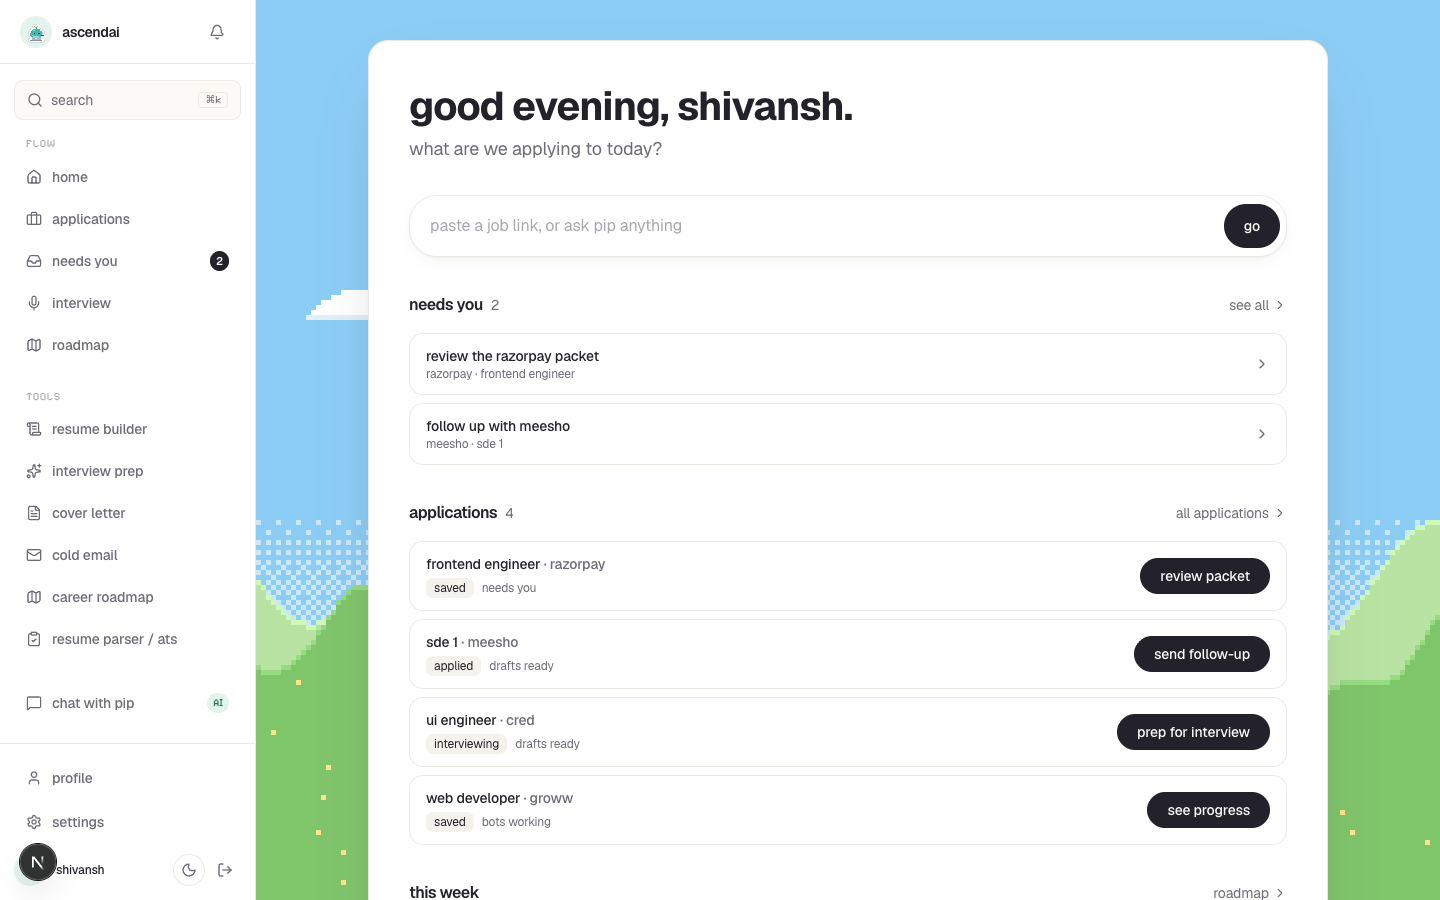 ascendai
search
⌘k
FLOW
home
applications
needs you 2
interview
roadmap
TOOLS
resume builder
interview prep
cover letter
cold email
career roadmap
resume parser / ats
chat with pip AI
profile
settings
N shivansh
good evening, shivansh.
what are we applying to today?
paste a job link, or ask pip anything
go
needs you 2
see all
review the razorpay packet
razorpay · frontend engineer
follow up with meesho
meesho · sde 1
applications 4
all applications
frontend engineer · razorpay
saved needs you
review packet
sde 1 · meesho
applied drafts ready
send follow-up
ui engineer · cred
interviewing drafts ready
prep for interview
web developer · groww
saved bots working
see progress
this week
roadmap